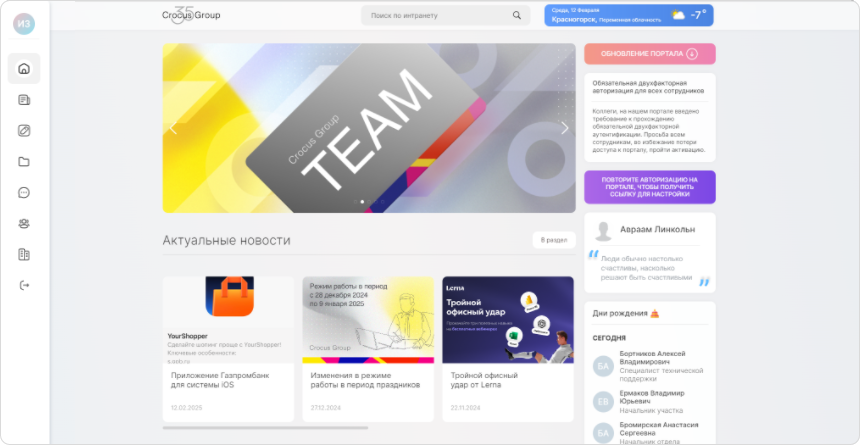 ИЗ
35
Crocus Group
Поиск по интранету
Среда, 12 Февраля
Красногорск, Переменная облачность
-7°
Crocus Group
TEAM
ОБНОВЛЕНИЕ ПОРТАЛА
Обязательная двухфакторная
авторизация для всех сотрудников
Коллеги, на нашем портале введено
требование к прохождению
обязательной двухфакторной
аутентификации. Просьба всем
сотрудникам, во избежание потери
доступа к порталу, пройти активацию.
ПОВТОРИТЕ АВТОРИЗАЦИЮ НА
ПОРТАЛЕ, ЧТОБЫ ПОЛУЧИТЬ
ССЫЛКУ ДЛЯ НАСТРОЙКИ
Авраам Линкольн
Люди обычно настолько
счастливы, насколько
решают быть счастливыми
Актуальные новости
В раздел
YourShopper
Сделайте шопинг проще с YourShopper!
Ключевые особенности:
Приложение Газпромбанк
для системы iOS
12.02.2025
Режим работы в период
с 28 декабря 2024
по 9 января 2025
Crocus Group
Изменения в режиме
работы в период праздников
27.12.2024
Lerna
Тройной
офисный удар
Тройной офисный
удар от Lerna
22.11.2024
Дни рождения
СЕГОДНЯ
БА
Бортников Алексей
Владимирович
Специалист технической
поддержки
ЕВ
Ермаков Владимир
Юрьевич
Начальник участка
БА
Бромирская Анастасия
Сергеевна
Начальник отдела